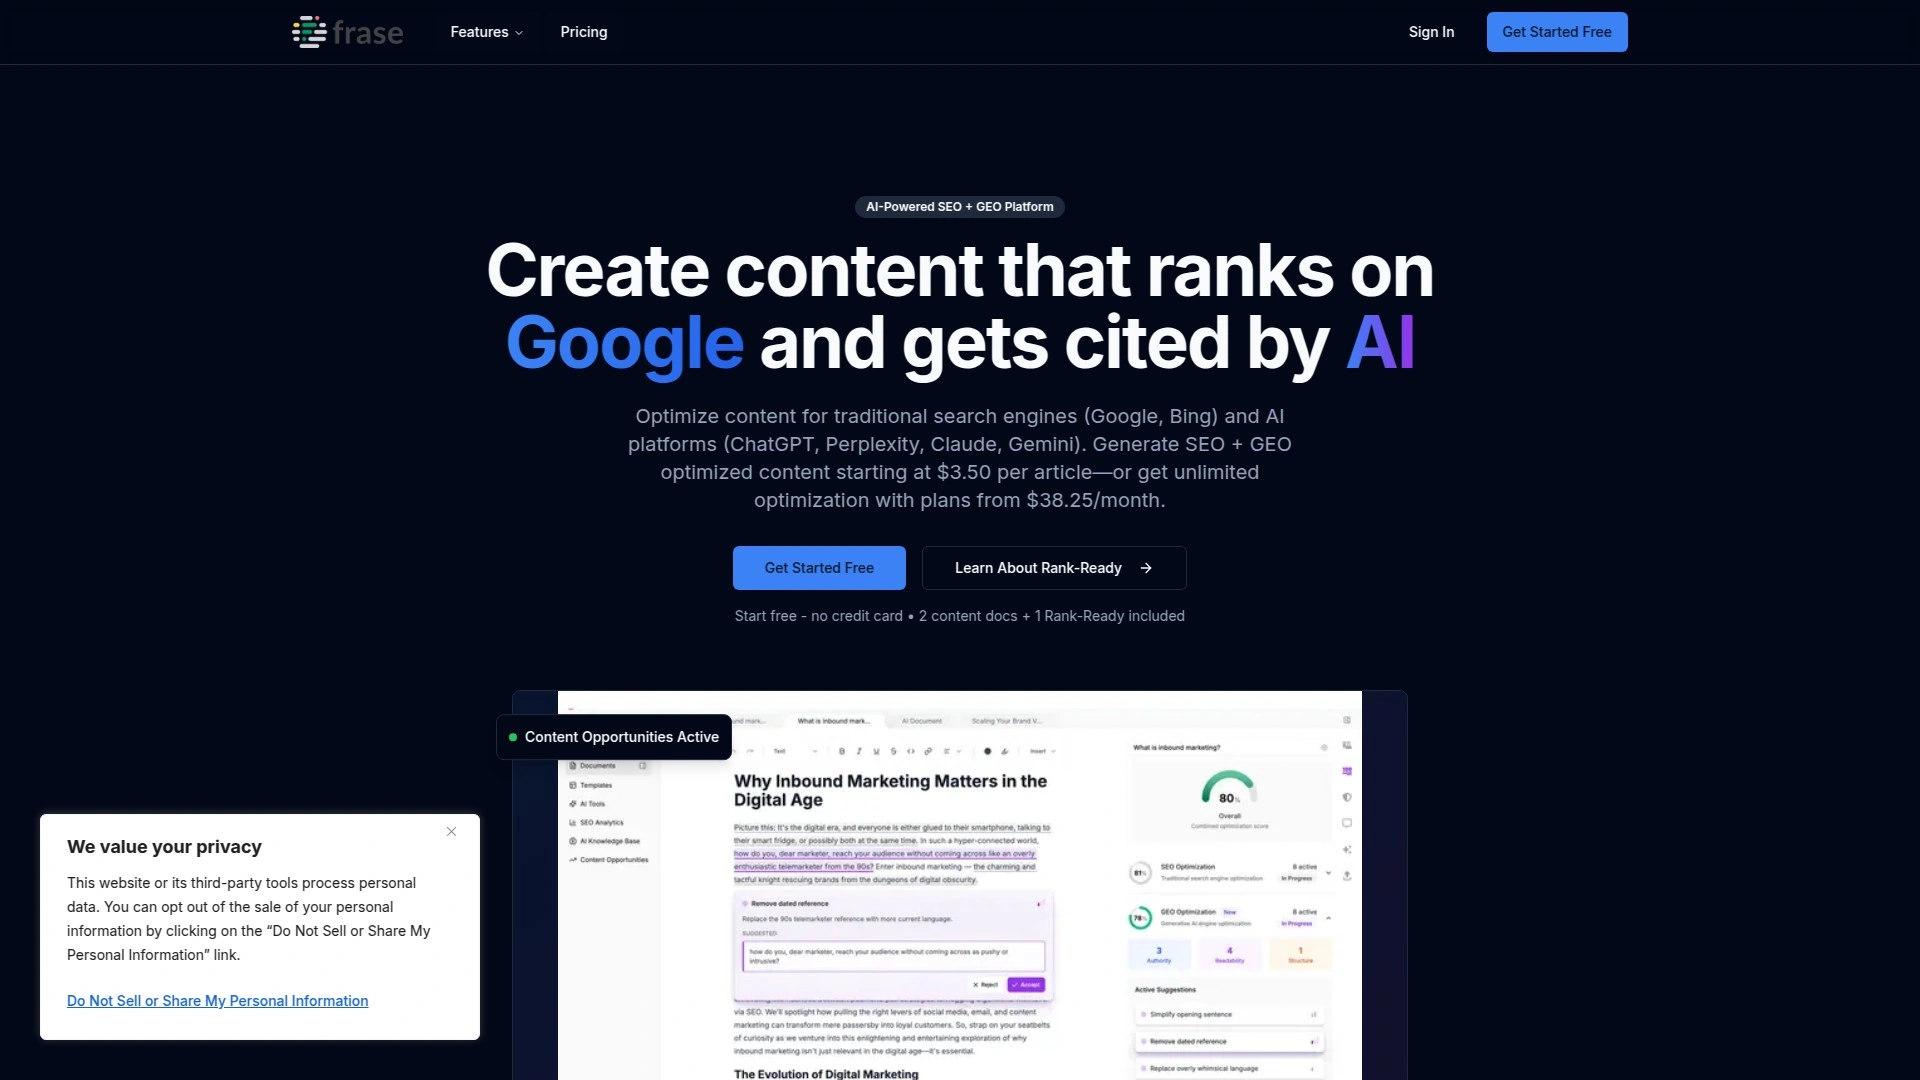 frase
Features
Pricing
Sign In
Get Started Free
AI-Powered SEO + GEO Platform
Create content that ranks on
Google and gets cited by AI
Optimize content for traditional search engines (Google, Bing) and AI
platforms (ChatGPT, Perplexity, Claude, Gemini). Generate SEO + GEO
optimized content starting at $3.50 per article—or get unlimited
optimization with plans from $38.25/month.
Get Started Free
Learn About Rank-Ready
Start free - no credit card • 2 content docs + 1 Rank-Ready included
Content Opportunities Active
What is inbound mark...
AI Document
Scaling Your Brand V...
Text
Insert
Documents
Templates
AI Tools
SEO Analytics
AI Knowledge Base
Content Opportunities
Why Inbound Marketing Matters in the
Digital Age
Picture this: It's the digital era, and everyone is either glued to their smartphone, talking to
their smart fridge, or possibly both at the same time. In such a hyper-connected world,
how do you, dear marketer, reach your audience without coming across like an overly
enthusiastic telemarketer from the 90s? Enter inbound marketing — the charming and
tactful knight rescuing brands from the dungeons of digital obscurity.
Remove dated reference
Replace the 90s telemarketer reference with more current language.
SUGGESTED:
how do you, dear marketer, reach your audience without coming across as pushy or
intrusive?
Reject
Accept
via SEO. We'll spotlight how pulling the right levers of social media, email, and content
marketing can transform mere passersby into loyal customers. So, strap on your seatbelts
of curiosity as we venture into this enlightening and entertaining exploration of why
inbound marketing isn't just relevant in the digital age—it's essential.
The Evolution of Digital Marketing
What is inbound marketing?
80%
Overall
Combined optimization score
81%
SEO Optimization
Traditional search engine optimization
8 active
In Progress
78%
GEO Optimization
New
Generative AI engine optimization
8 active
In Progress
3
Authority
4
Readability
1
Structure
Active Suggestions
Simplify opening sentence
Remove dated reference
Replace overly whimsical language
We value your privacy
This website or its third-party tools process personal
data. You can opt out of the sale of your personal
information by clicking on the “Do Not Sell or Share My
Personal Information” link.
Do Not Sell or Share My Personal Information